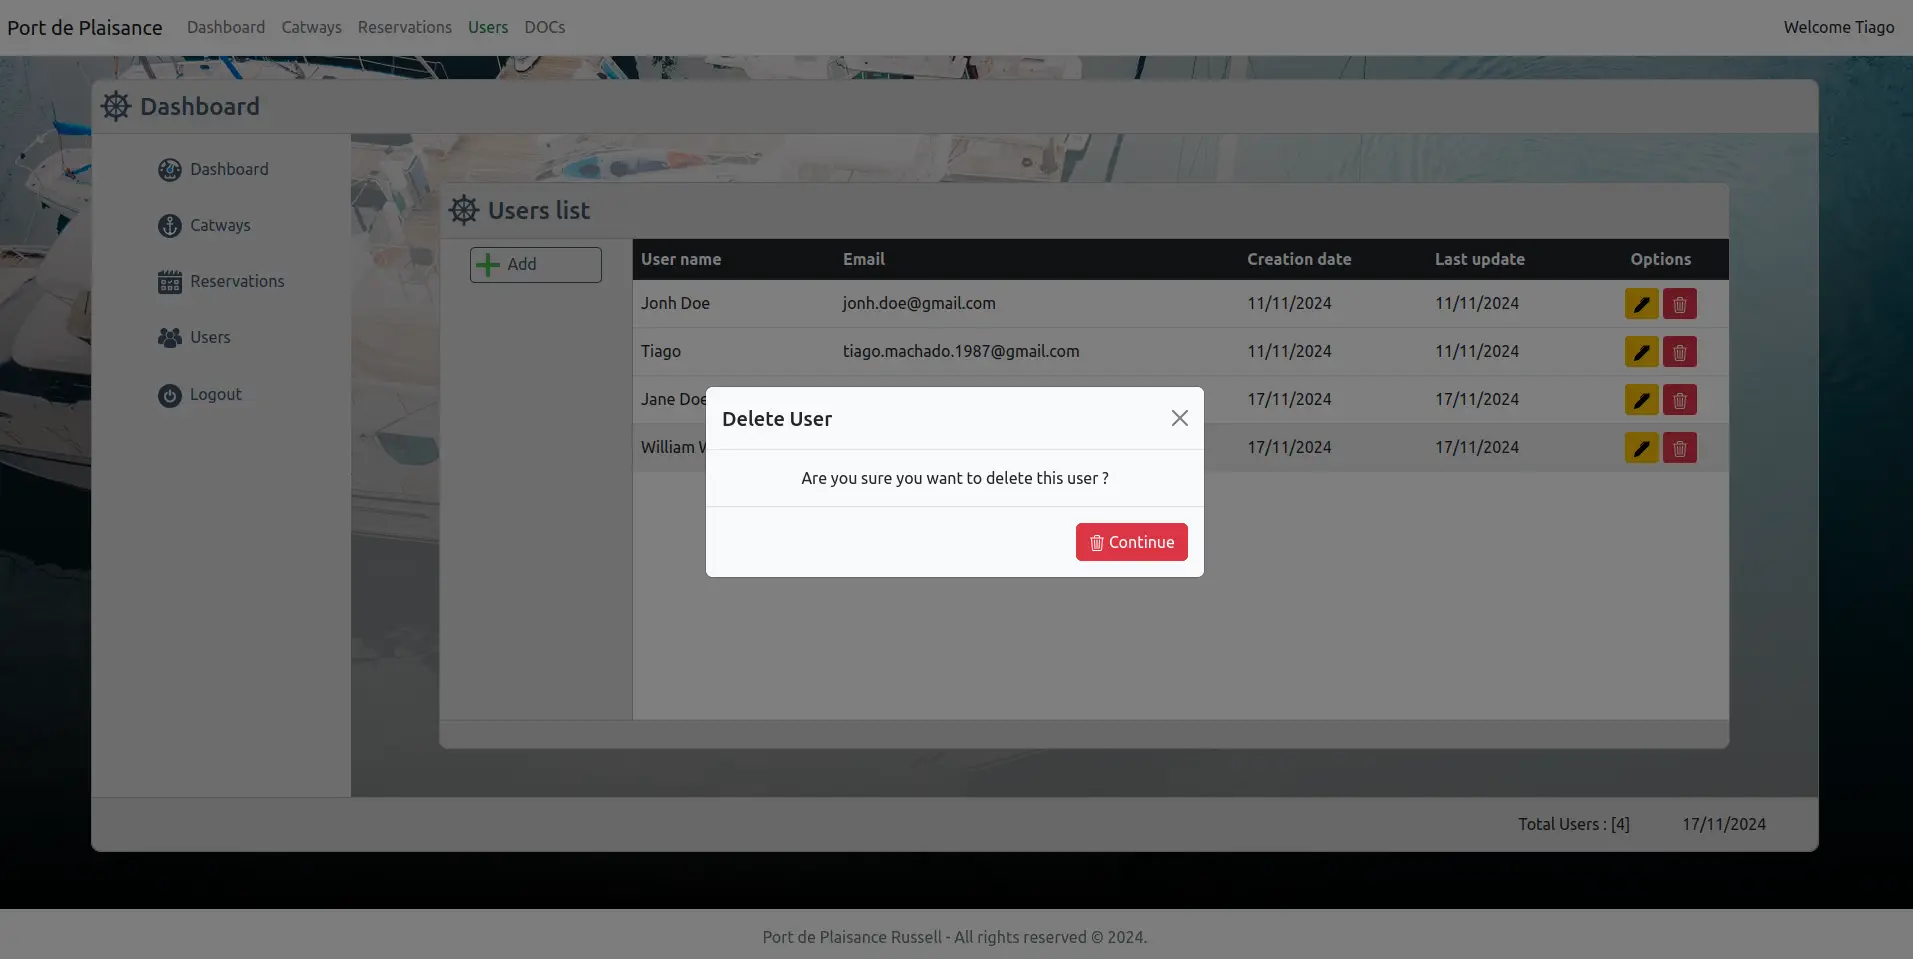 Port de Plaisance Dashboard Catways Reservations Users DOCs Welcome Tiago
Dashboard
Dashboard
Catways
Reservations
Users
Logout
Users list
Add
User name Email Creation date Last update Options
Jonh Doe jonh.doe@gmail.com 11/11/2024 11/11/2024
Tiago tiago.machado.1987@gmail.com 11/11/2024 11/11/2024
Jane Doe 17/11/2024 17/11/2024
William 17/11/2024 17/11/2024
Delete User
Are you sure you want to delete this user ?
Continue
Total Users : [4] 17/11/2024
Port de Plaisance Russell - All rights reserved © 2024.